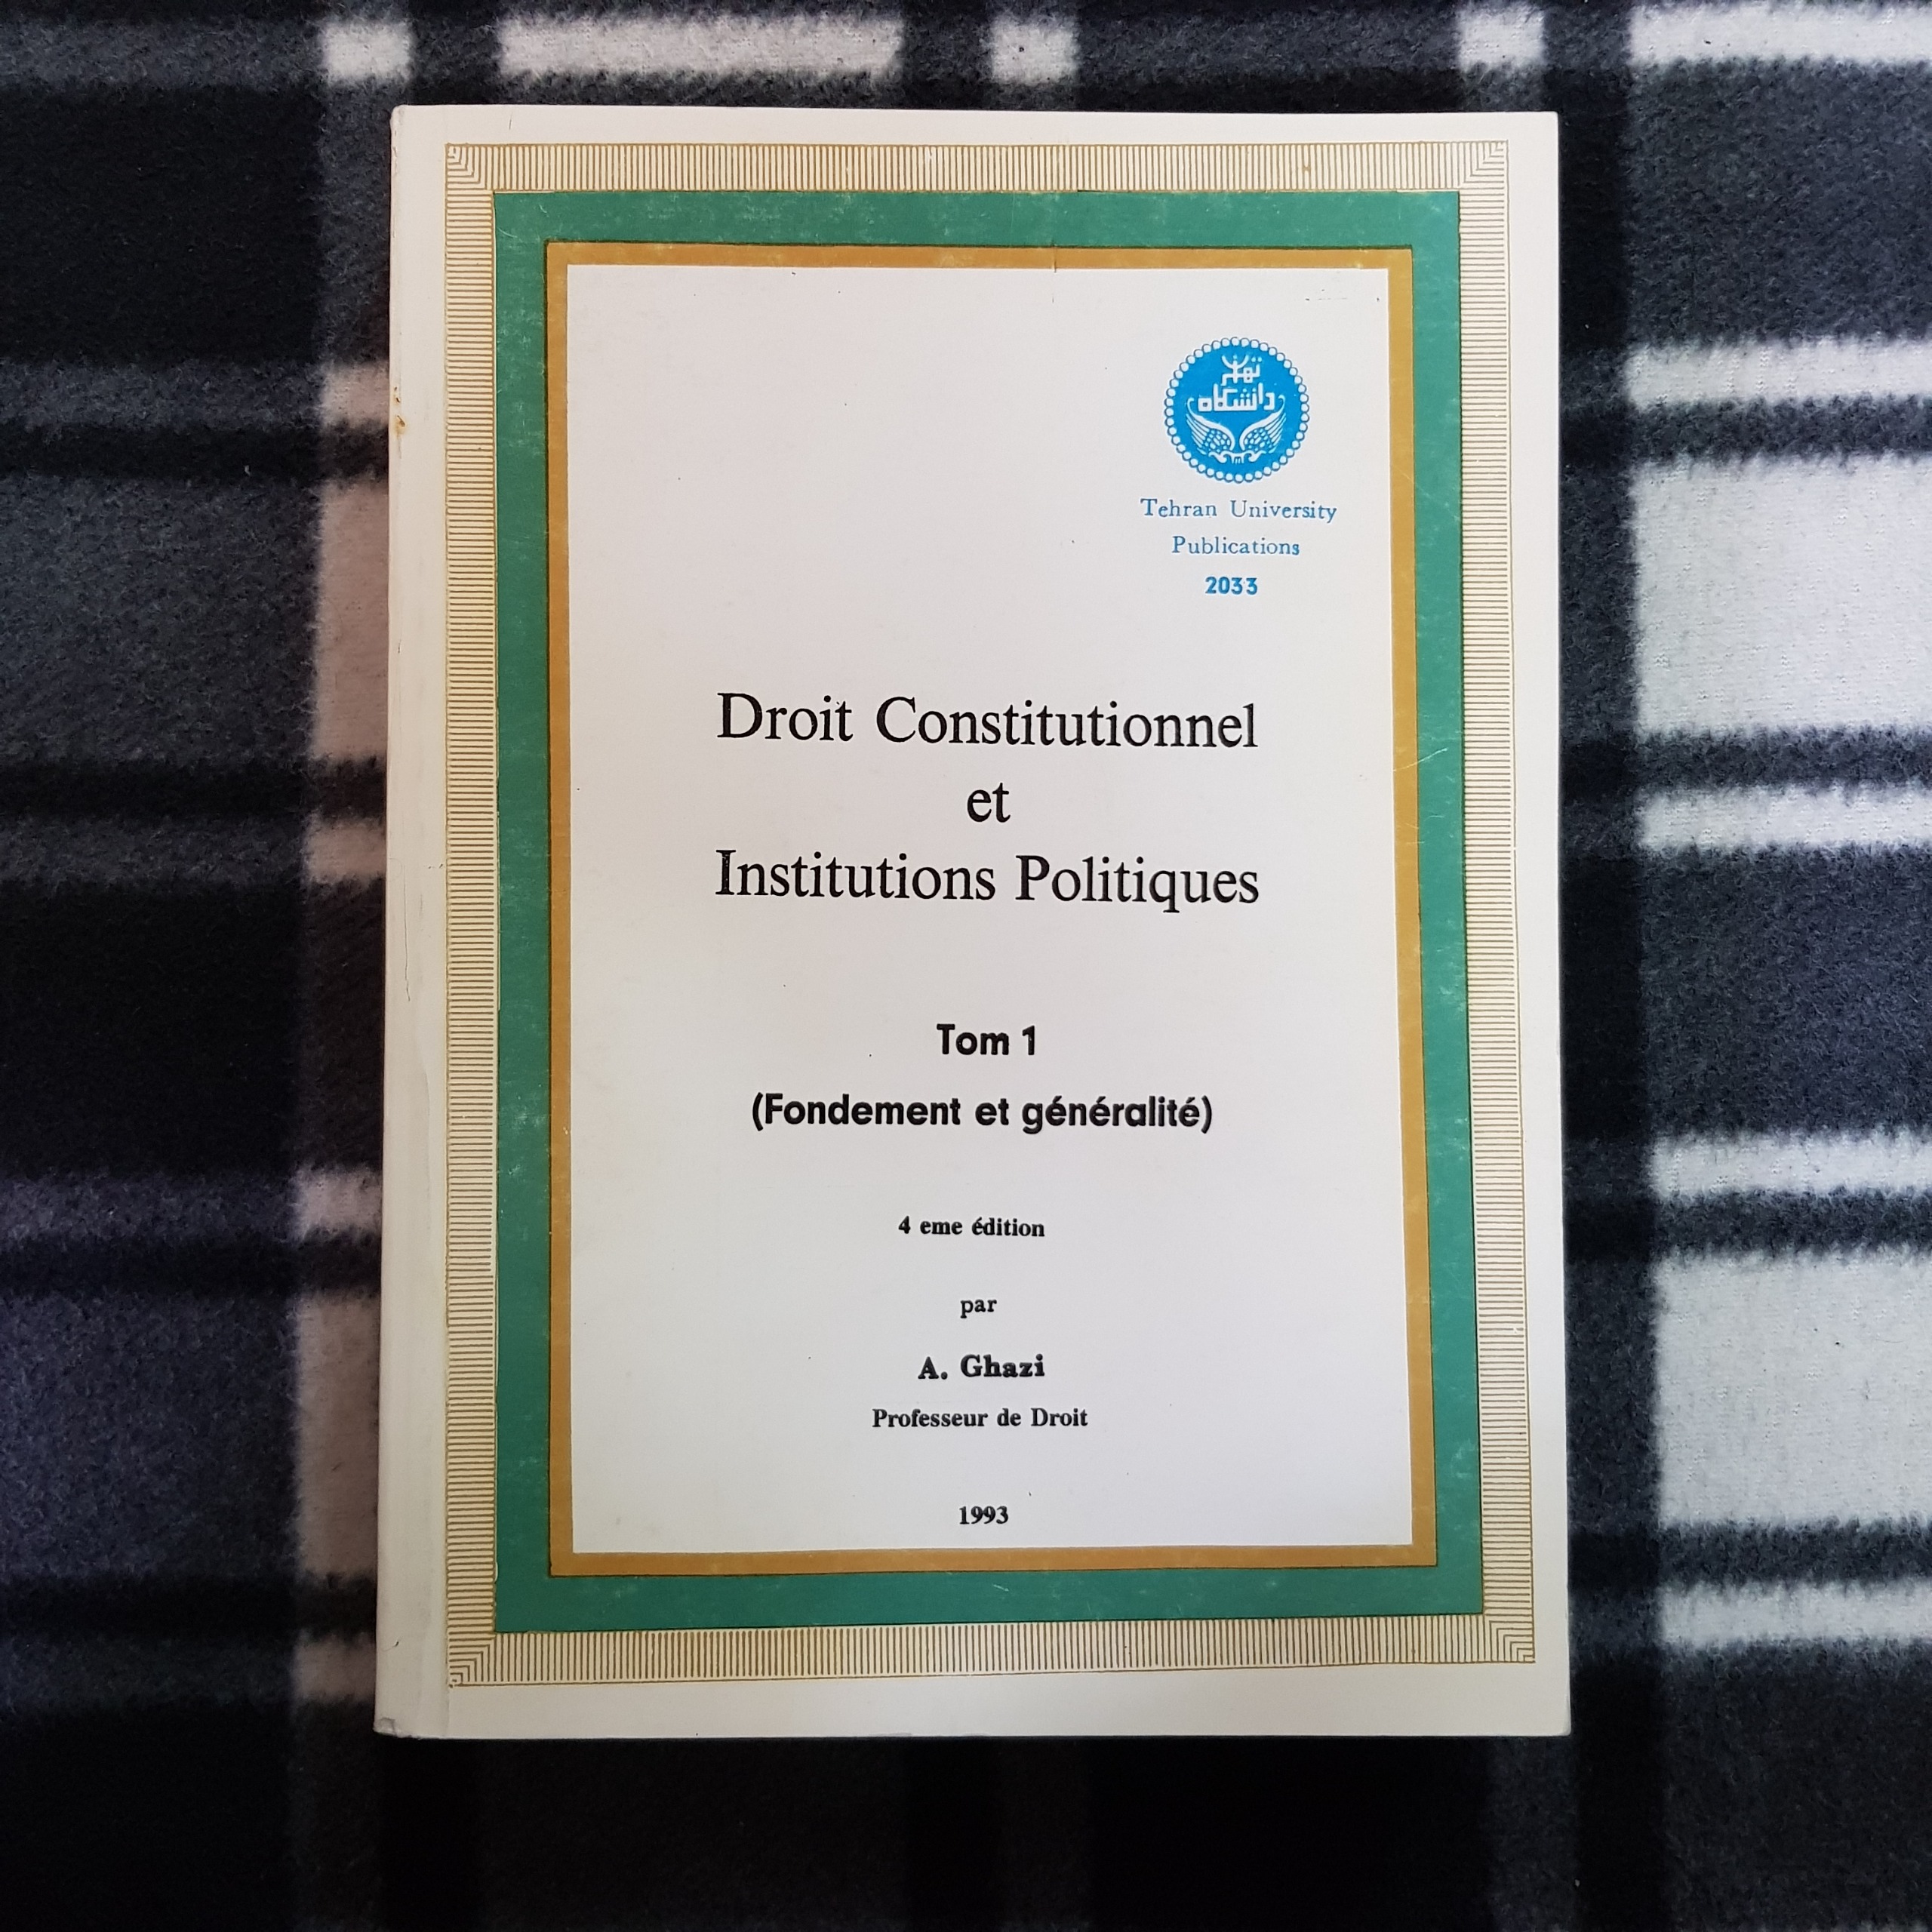 تهران
دانشگاه
Tehran University
Publications
2033
Droit Constitutionnel
et
Institutions Politiques
Tom 1
(Fondement et généralité)
4 eme édition
par
A. Ghazi
Professeur de Droit
1993